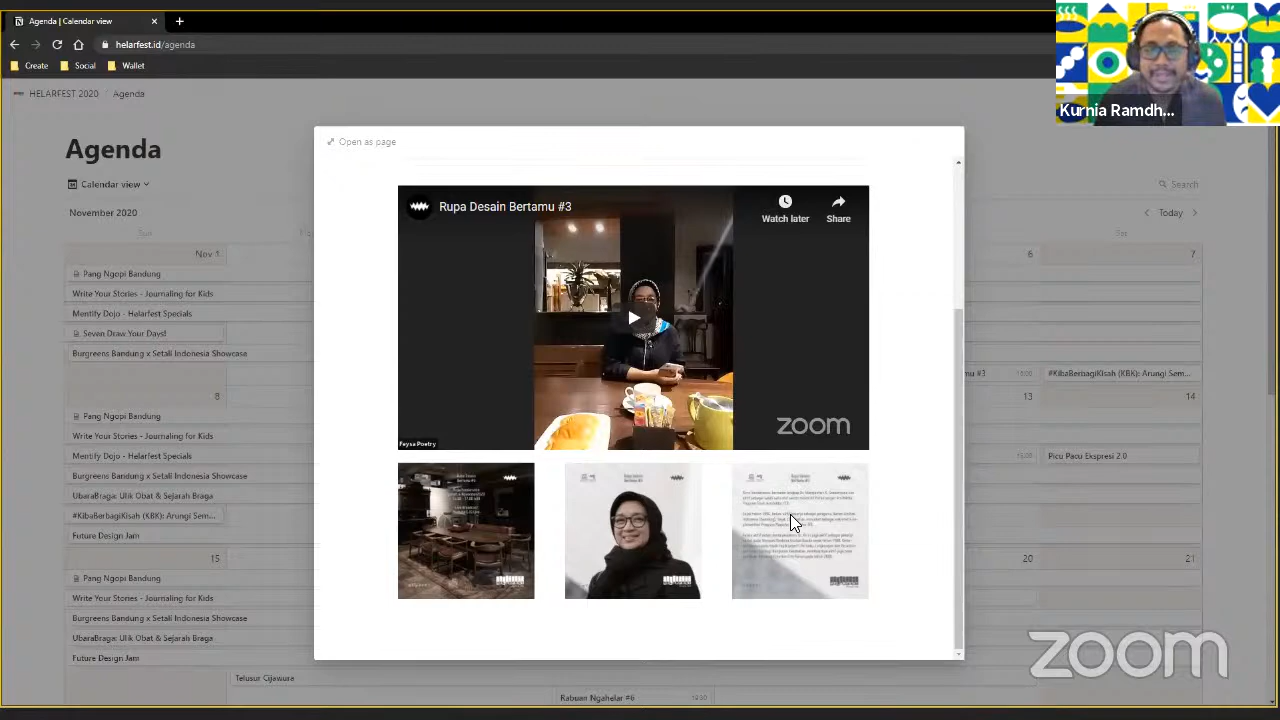 Agenda | Calendar view
helarfest.id/agenda
Create
Social
Wallet
Kurnia Ramdh...
HELARFEST 2020 / Agenda
Agenda
Open as page
Calendar view
Search
November 2020
Today
Sun
Sat
Rupa Desain Bertamu #3
Watch later
Share
zoom
Feysa Poetry
Nov 1
6
7
Pang Ngopi Bandung
Write Your Stories - Journaling for Kids
Mentify Dojo - Helarfest Specials
Seven Draw Your Days!
Burgreens Bandung x Setali Indonesia Showcase
mu #3
#KibaBerbagiKisah (KBK): Arungi Sem...
8
13
14
Pang Ngopi Bandung
Write Your Stories - Journaling for Kids
Mentify Dojo - Helarfest Specials
Picu Pacu Ekspresi 2.0
Burgreens Bandung x Setali Indonesia Showcase
UbaraBraga: Ulik Obat & Sejarah Braga
#KibaBerbagiKisah (KBK): Arungi Sem...
Future Design Jam
15
20
21
Pang Ngopi Bandung
Write Your Stories - Journaling for Kids
Burgreens Bandung x Setali Indonesia Showcase
UbaraBraga: Ulik Obat & Sejarah Braga
Future Design Jam
Telusur Cijawura
Rabuan Ngahelar #6
zoom